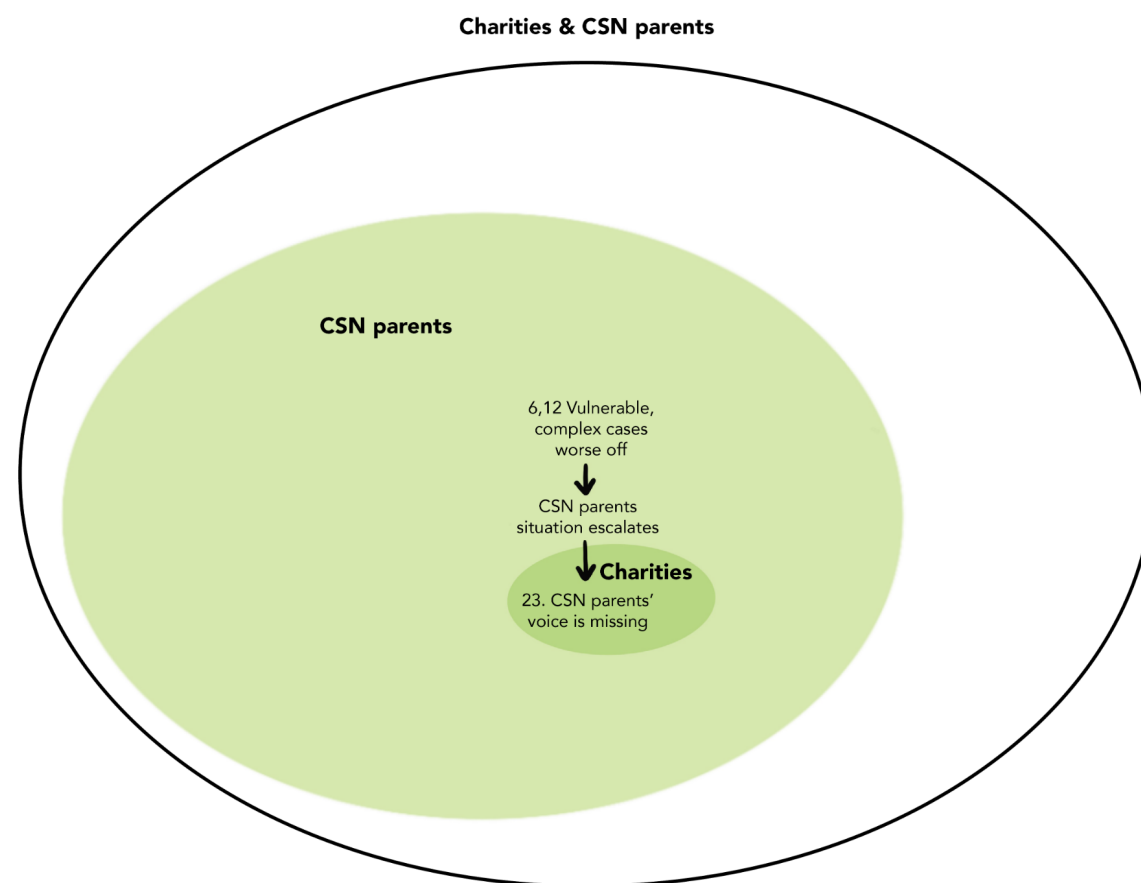 Charities & CSN parents
CSN parents
6,12 Vulnerable,
complex cases
worse off
CSN parents
situation escalates
Charities
23. CSN parents’
voice is missing